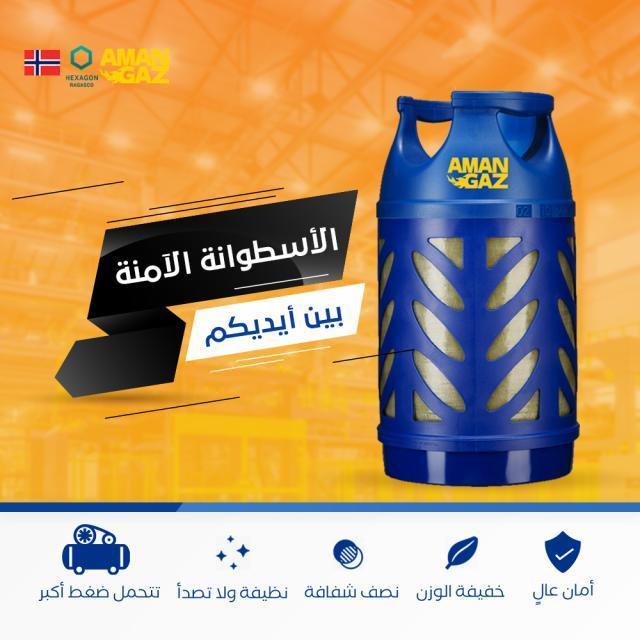 HEXAGON
RAGASCO
AMAN
GAZ
AMAN
GAZ
الأسطوانة الآمنة
بين أيديكم
أمان عالٍ
خفيفة الوزن
نصف شفافة
نظيفة ولا تصدأ
تتحمل ضغط أكبر